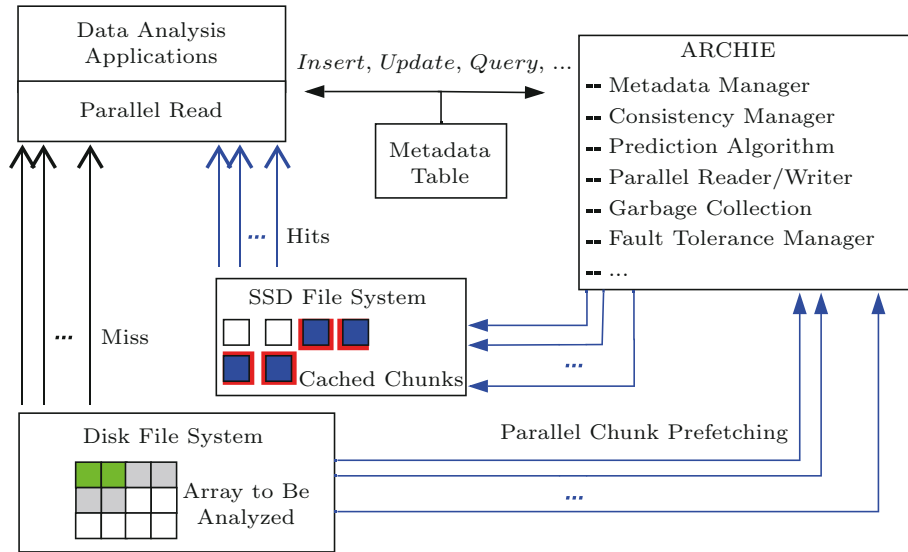 Data Analysis
Applications
Parallel Read
Insert, Update, Query, ...
Metadata
Table
ARCHIE
-- Metadata Manager
-- Consistency Manager
-- Prediction Algorithm
-- Parallel Reader/Writer
-- Garbage Collection
-- Fault Tolerance Manager
-- ...
... Hits
... Miss
SSD File System
Cached Chunks
...
Disk File System
Array to Be
Analyzed
Parallel Chunk Prefetching
...